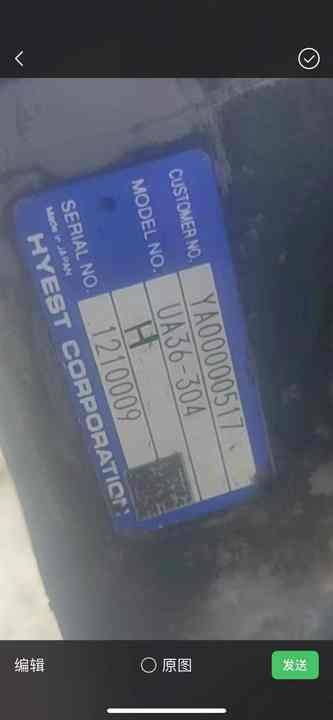 CUSTOMER NO. YA00000517
MODEL NO. UA36-304
H
SERIAL NO. 1210009
Made in JAPAN
HYEST CORPORATION
编辑
原图
发送